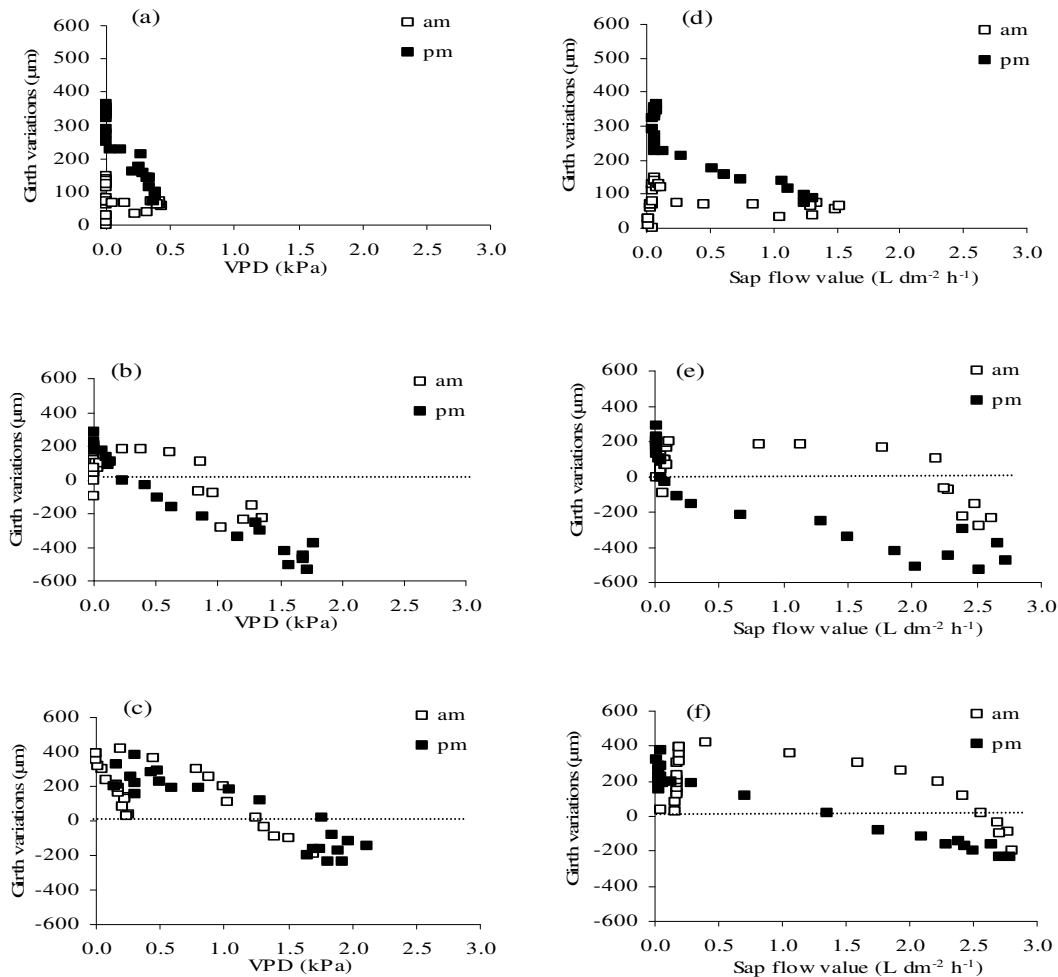 (a)
Girth variations (µm)
600
500
400
300
200
100
0
0.0 0.5 1.0 1.5 2.0 2.5 3.0
VPD (kPa)
am
pm
(d)
Girth variations (µm)
600
500
400
300
200
100
0
0.0 0.5 1.0 1.5 2.0 2.5 3.0
Sap flow value (L dm-2 h-1)
am
pm
(b)
Girth variations (µm)
600
400
200
0
-200
-400
-600
0.0 0.5 1.0 1.5 2.0 2.5 3.0
VPD (kPa)
am
pm
(e)
Girth variations (µm)
600
400
200
0
-200
-400
-600
0.0 0.5 1.0 1.5 2.0 2.5 3.0
Sap flow value (L dm-2 h-1)
am
pm
(c)
Girth variations (µm)
600
400
200
0
-200
-400
-600
0.0 0.5 1.0 1.5 2.0 2.5 3.0
VPD (kPa)
am
pm
(f)
Girth variations (µm)
600
400
200
0
-200
-400
-600
0.0 0.5 1.0 1.5 2.0 2.5 3.0
Sap flow value (L dm-2 h-1)
am
pm